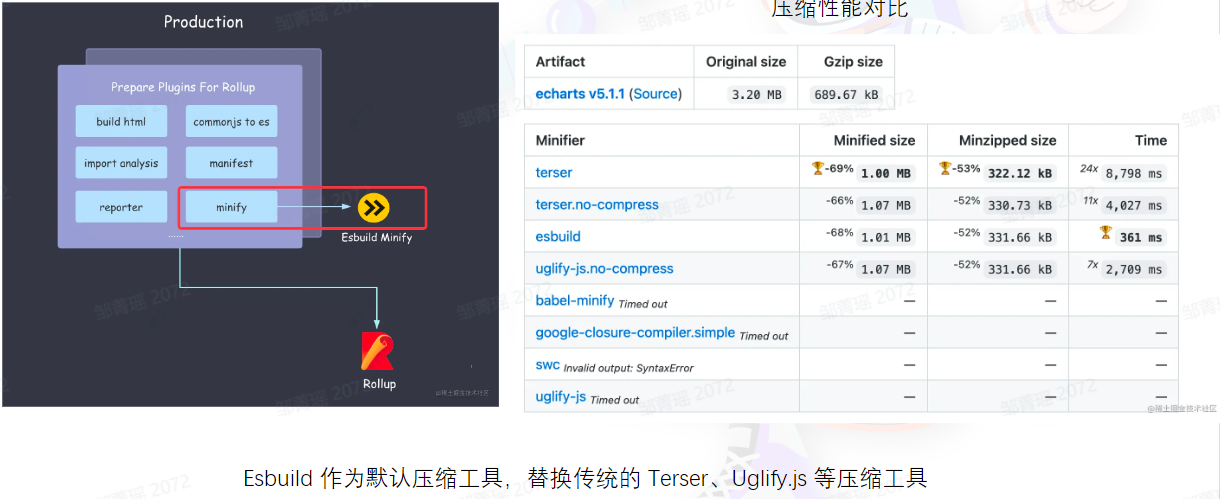 Production
Prepare Plugins For Rollup
build html
commonjs to es
import analysis
manifest
reporter
minify
......
Esbuild Minify
Rollup
@稀土掘金技术社区
压缩性能对比
Artifact Original size Gzip size
echarts v5.1.1 (Source) 3.20 MB 689.67 kB
Minifier Minified size Minzipped size Time
terser 🏆-69% 1.00 MB 🏆-53% 322.12 kB 24x 8,798 ms
terser.no-compress -66% 1.07 MB -52% 330.73 kB 11x 4,027 ms
esbuild -68% 1.01 MB -52% 331.66 kB 🏆 361 ms
uglify-js.no-compress -67% 1.07 MB -52% 331.66 kB 7x 2,709 ms
babel-minify Timed out — — —
google-closure-compiler.simple Timed out — — —
swc Invalid output: SyntaxError — — —
uglify-js Timed out — — —
@稀土掘金技术社区
Esbuild 作为默认压缩工具，替换传统的 Terser、Uglify.js 等压缩工具
邹菁瑶 2072